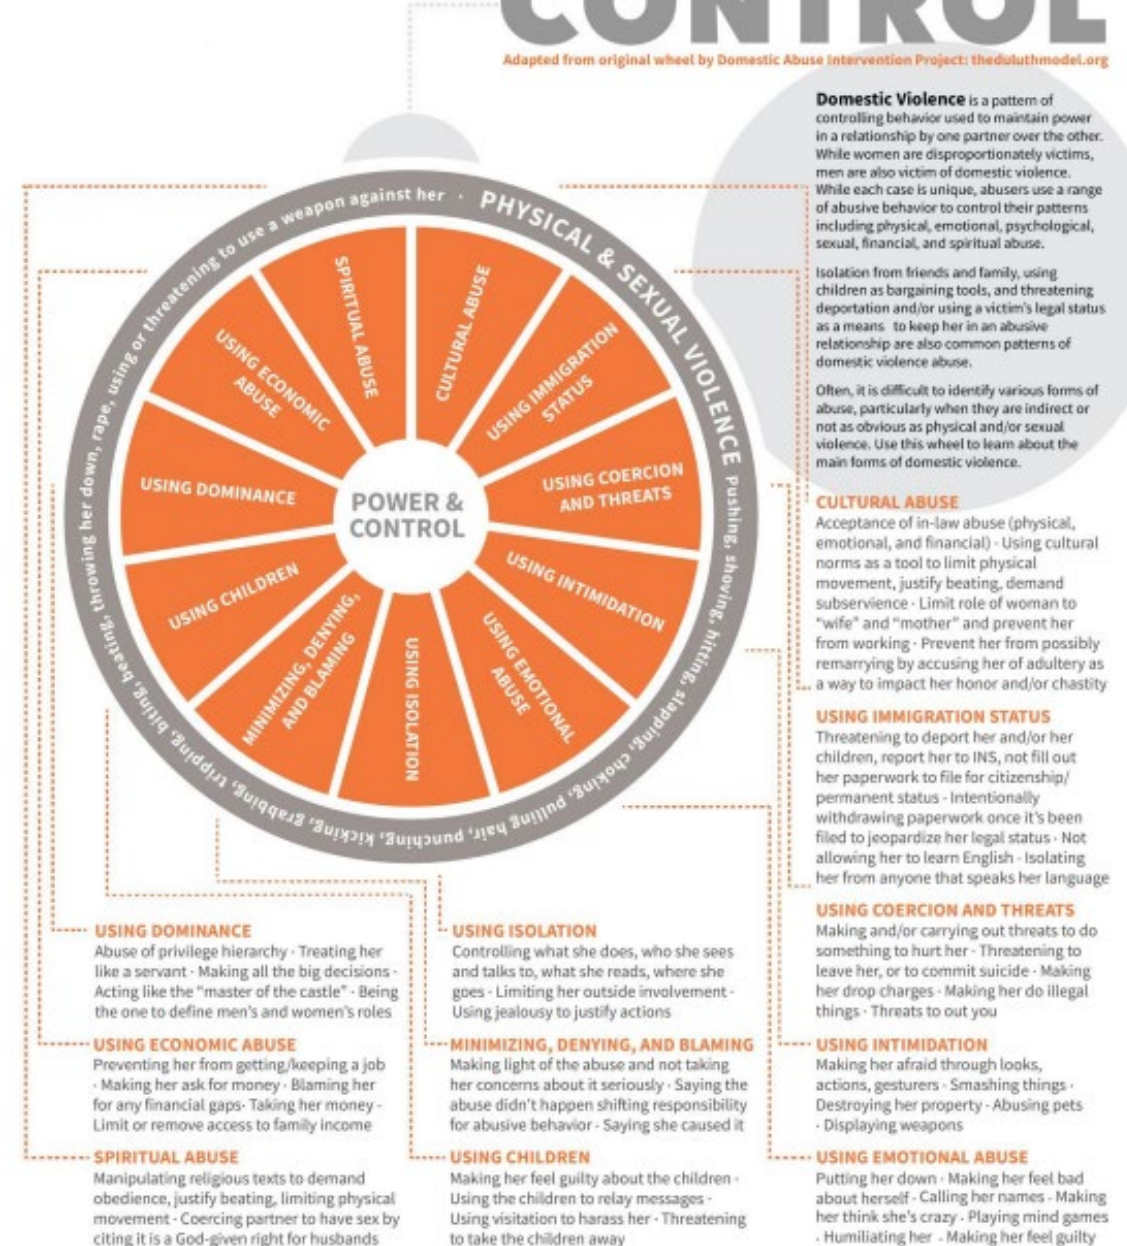 CONTROL
Adapted from original wheel by Domestic Abuse Intervention Project: theduluthmodel.org
Domestic Violence is a pattern of
controlling behavior used to maintain power
in a relationship by one partner over the other.
While women are disproportionately victims,
men are also victim of domestic violence.
While each case is unique, abusers use a range
of abusive behavior to control their patterns
including physical, emotional, psychological,
sexual, financial, and spiritual abuse.
Isolation from friends and family, using
children as bargaining tools, and threatening
deportation and/or using a victim's legal status
as a means to keep her in an abusive
relationship are also common patterns of
domestic violence abuse.
Often, it is difficult to identify various forms of
abuse, particularly when they are indirect or
not as obvious as physical and/or sexual
violence. Use this wheel to learn about the
main forms of domestic violence.
PHYSICAL & SEXUAL VIOLENCE Pushing, shoving, hitting, slapping, choking, pulling hair, punching, kicking, grabbing, tripping, biting, beating, throwing her down, rape, using or threatening to use a weapon against her ·
POWER &
CONTROL
CULTURAL ABUSE
USING IMMIGRATION
STATUS
USING COERCION
AND THREATS
USING INTIMIDATION
USING EMOTIONAL
ABUSE
USING ISOLATION
MINIMIZING, DENYING,
AND BLAMING
USING CHILDREN
USING DOMINANCE
USING ECONOMIC
ABUSE
SPIRITUAL ABUSE
CULTURAL ABUSE
Acceptance of in-law abuse (physical,
emotional, and financial) · Using cultural
norms as a tool to limit physical
movement, justify beating, demand
subservience · Limit role of woman to
"wife" and "mother" and prevent her
from working · Prevent her from possibly
remarrying by accusing her of adultery as
a way to impact her honor and/or chastity
USING IMMIGRATION STATUS
Threatening to deport her and/or her
children, report her to INS, not fill out
her paperwork to file for citizenship/
permanent status · Intentionally
withdrawing paperwork once it's been
filed to jeopardize her legal status · Not
allowing her to learn English · Isolating
her from anyone that speaks her language
USING COERCION AND THREATS
Making and/or carrying out threats to do
something to hurt her · Threatening to
leave her, or to commit suicide · Making
her drop charges · Making her do illegal
things · Threats to out you
USING INTIMIDATION
Making her afraid through looks,
actions, gesturers · Smashing things ·
Destroying her property · Abusing pets
· Displaying weapons
USING EMOTIONAL ABUSE
Putting her down · Making her feel bad
about herself · Calling her names · Making
her think she's crazy · Playing mind games
· Humiliating her · Making her feel guilty
USING ISOLATION
Controlling what she does, who she sees
and talks to, what she reads, where she
goes · Limiting her outside involvement ·
Using jealousy to justify actions
MINIMIZING, DENYING, AND BLAMING
Making light of the abuse and not taking
her concerns about it seriously · Saying the
abuse didn't happen shifting responsibility
for abusive behavior · Saying she caused it
USING CHILDREN
Making her feel guilty about the children ·
Using the children to relay messages ·
Using visitation to harass her · Threatening
to take the children away
USING DOMINANCE
Abuse of privilege hierarchy · Treating her
like a servant · Making all the big decisions ·
Acting like the "master of the castle" · Being
the one to define men's and women's roles
USING ECONOMIC ABUSE
Preventing her from getting/keeping a job
· Making her ask for money · Blaming her
for any financial gaps· Taking her money ·
Limit or remove access to family income
SPIRITUAL ABUSE
Manipulating religious texts to demand
obedience, justify beating, limiting physical
movement · Coercing partner to have sex by
citing it is a God-given right for husbands